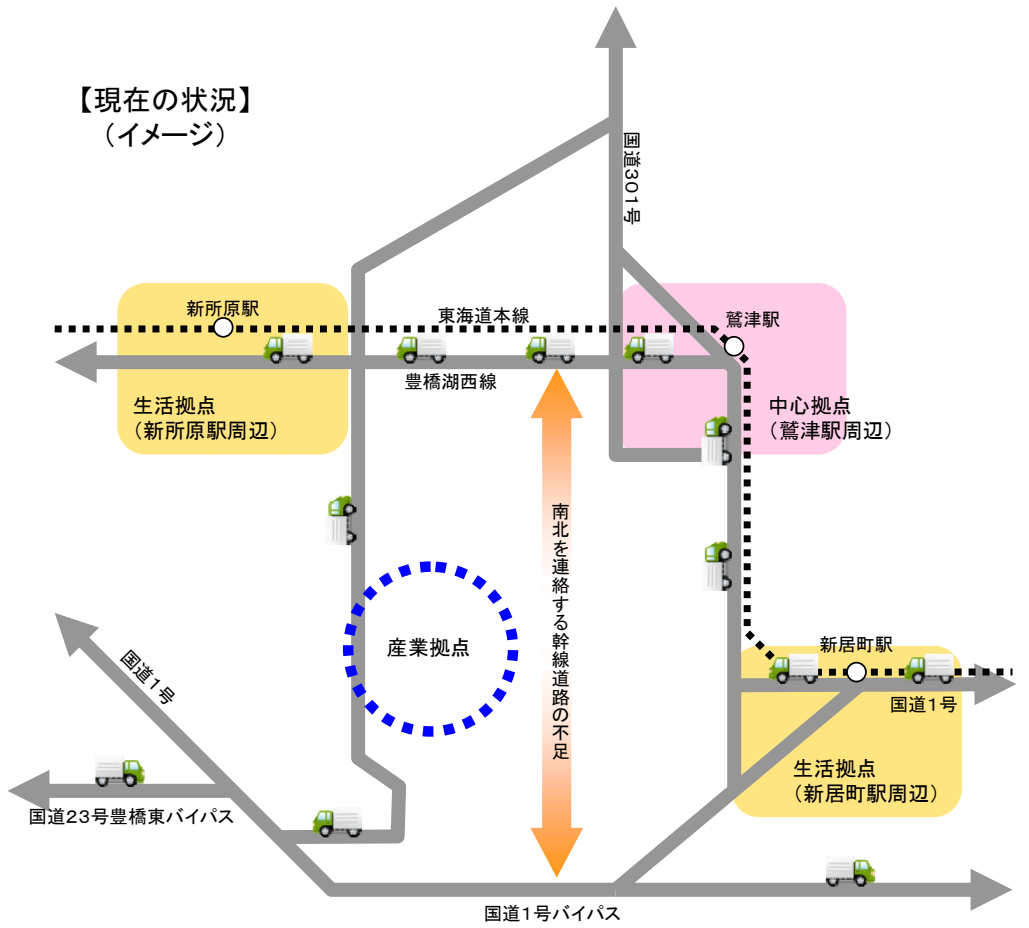 【現在の状況】
（イメージ）
国道３０１号
新所原駅
東海道本線
鷲津駅
豊橋湖西線
生活拠点
（新所原駅周辺）
中心拠点
（鷲津駅周辺）
南北を連絡する幹線道路の不足
産業拠点
新居町駅
国道１号
国道１号
生活拠点
（新居町駅周辺）
国道２３号豊橋東バイパス
国道１号バイパス